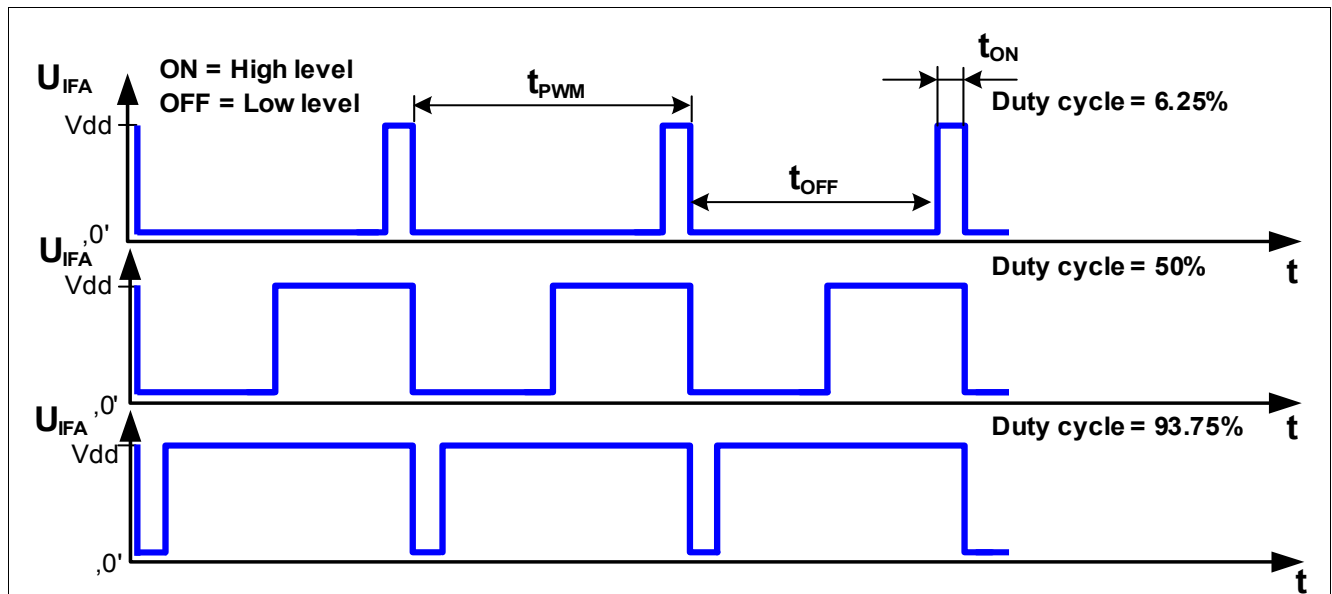 U_IFA
ON = High level
OFF = Low level
t_PWM
t_ON
Duty cycle = 6.25%
Vdd
t_OFF
‚0'
t
U_IFA
Vdd
Duty cycle = 50%
‚0'
t
U_IFA
Vdd
Duty cycle = 93.75%
‚0'
t